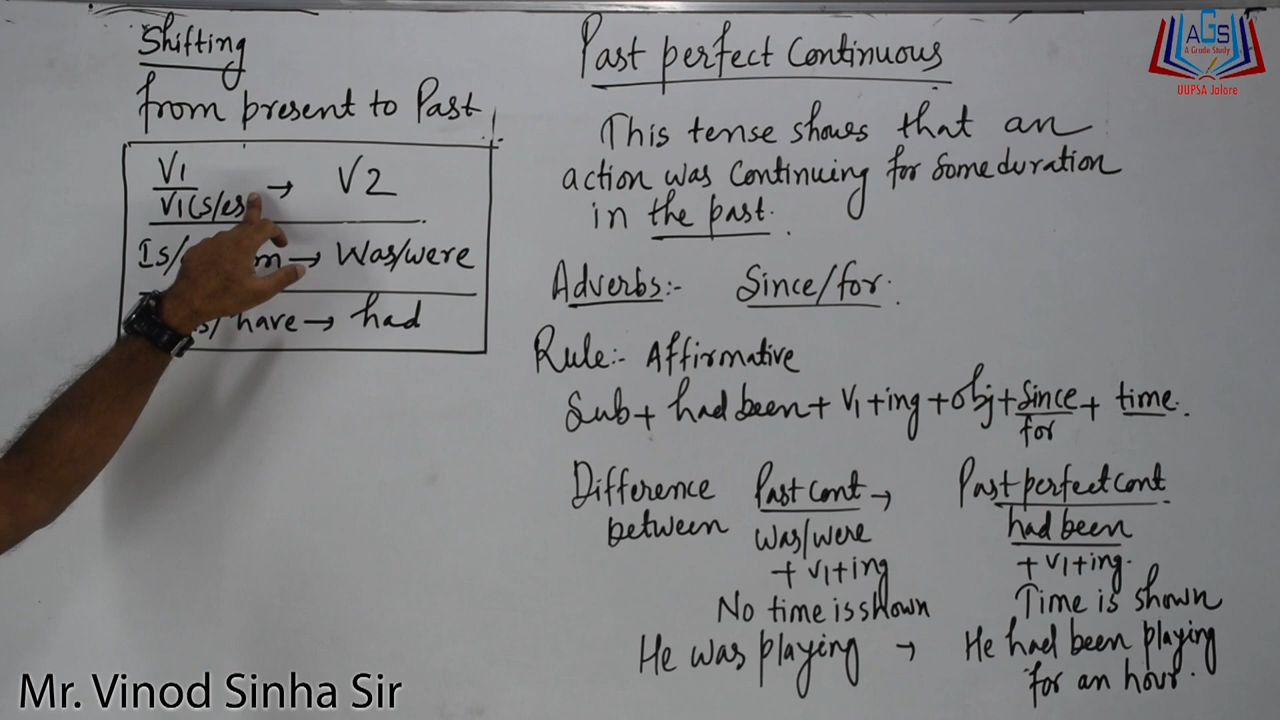 Shifting
from present to Past
V1
V1(s/es → V2
Is/ m → Was/were
have → had
Past perfect Continuous
This tense shows that an
action was continuing for some duration
in the past.
Adverbs:- Since/for.
Rule:- Affirmative
Sub + had been + V1+ing + obj + since + time.
for
Difference Past cont → Past perfect cont
between was/were had been
+ V1+ing + V1+ing.
No time is shown Time is shown
He was playing → He had been playing
for an hour.
AGS
A Grade Study
UUPSA Jalore
Mr. Vinod Sinha Sir